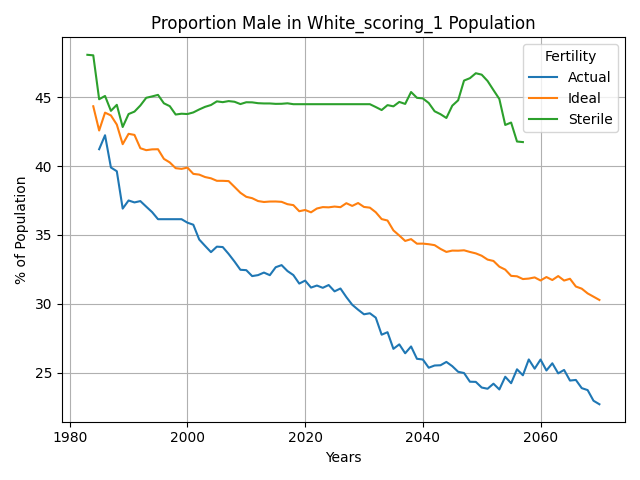 Proportion Male in White_scoring_1 Population
% of Population
45
40
35
30
25
Fertility
Actual
Ideal
Sterile
1980
2000
2020
2040
2060
Years